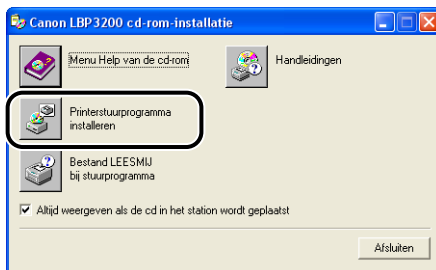 Canon LBP3200 cd-rom-installatie
Menu Help van de cd-rom
Handleidingen
Printerstuurprogramma
installeren
Bestand LEESMIJ
bij stuurprogramma
Altijd weergeven als de cd in het station wordt geplaatst
Afsluiten